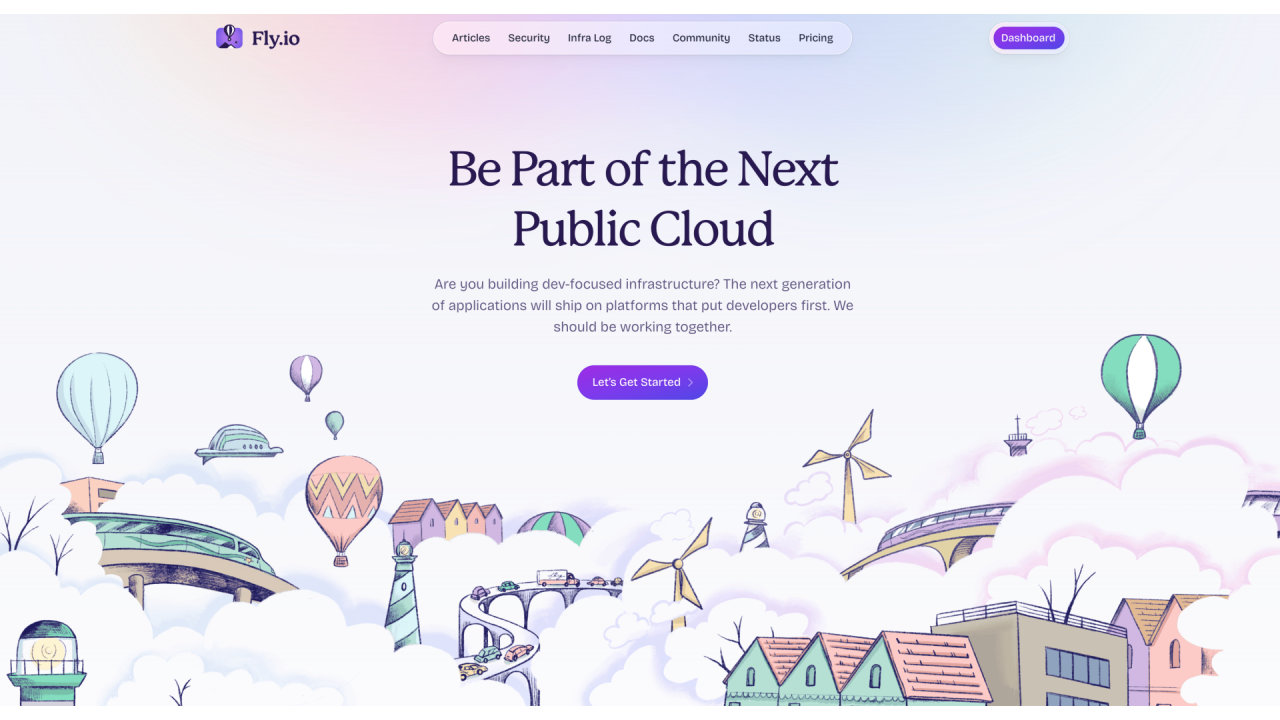 Fly.io
Articles Security Infra Log Docs Community Status Pricing
Dashboard
Be Part of the Next
Public Cloud
Are you building dev-focused infrastructure? The next generation
of applications will ship on platforms that put developers first. We
should be working together.
Let's Get Started